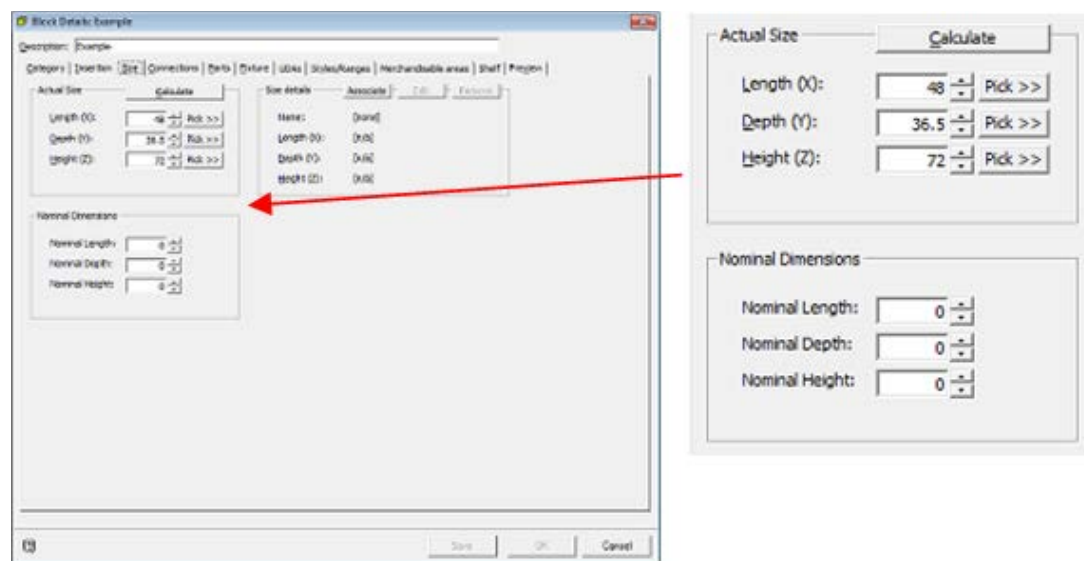 Block Details: Example
Description: Example
Category | Insertion | Size | Connections | Parts | Fixture | UDAs | Styles/Ranges | Merchandisable areas | Shelf | Preview |
Actual Size Calculate
Length (X): 48 Pick >>
Depth (Y): 36.5 Pick >>
Height (Z): 72 Pick >>
Size details Associate Edit Remove
Name: [none]
Length (X): [n/a]
Depth (Y): [n/a]
Height (Z): [n/a]
Nominal Dimensions
Nominal Length: 0
Nominal Depth: 0
Nominal Height: 0
Save OK Cancel
Actual Size Calculate
Length (X): 48 Pick >>
Depth (Y): 36.5 Pick >>
Height (Z): 72 Pick >>
Nominal Dimensions
Nominal Length: 0
Nominal Depth: 0
Nominal Height: 0